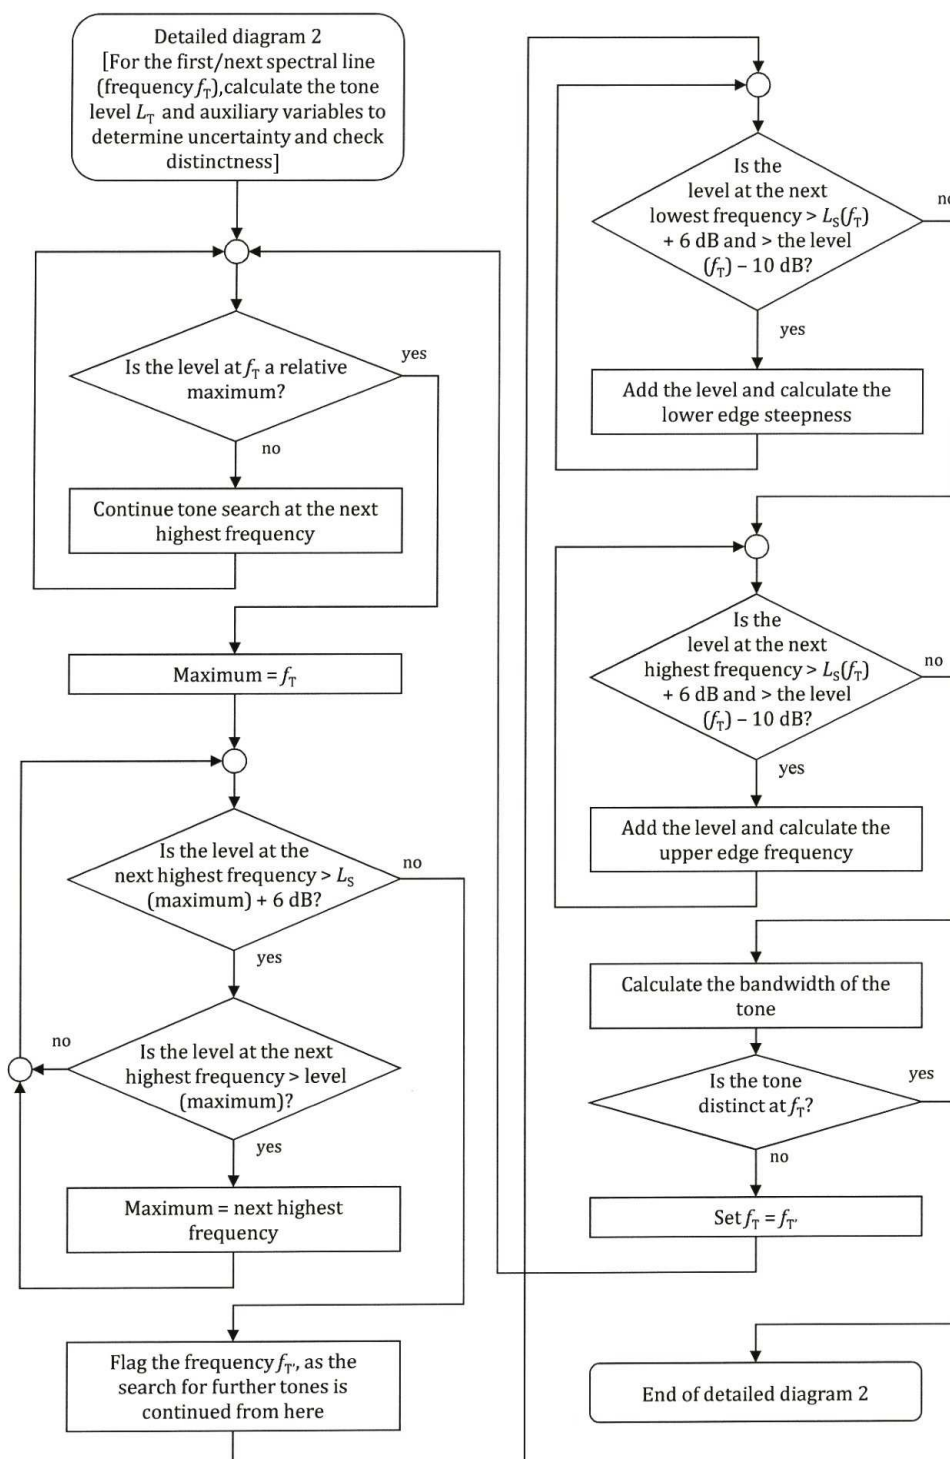 Detailed diagram 2
[For the first/next spectral line
(frequency fT),calculate the tone
level LT and auxiliary variables to
determine uncertainty and check
distinctness]
Is the level at fT a relative
maximum?
yes
no
Continue tone search at the next
highest frequency
Maximum = fT
Is the level at the
next highest frequency > LS
(maximum) + 6 dB?
no
yes
Is the level at the next
highest frequency > level
(maximum)?
no
yes
Maximum = next highest
frequency
Flag the frequency fT', as the
search for further tones is
continued from here
Is the
level at the next
lowest frequency > LS(fT)
+ 6 dB and > the level
(fT) – 10 dB?
no
yes
Add the level and calculate the
lower edge steepness
Is the
level at the next
highest frequency > LS(fT)
+ 6 dB and > the level
(fT) – 10 dB?
no
yes
Add the level and calculate the
upper edge frequency
Calculate the bandwidth of the
tone
Is the tone
distinct at fT?
yes
no
Set fT = fT'
End of detailed diagram 2